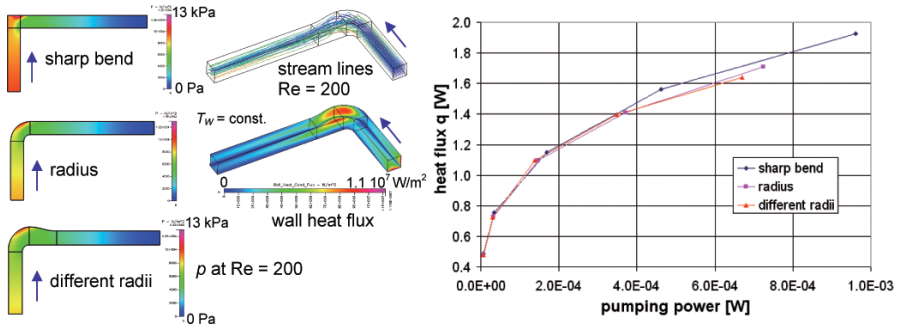 13 kPa
sharp bend
0 Pa
stream lines
Re = 200
radius
T_W = const.
0
1.1 10^7 W/m²
wall heat flux
different radii
13 kPa
p at Re = 200
0 Pa
heat flux q [W]
2.0
1.8
1.6
1.4
1.2
1.0
0.8
0.6
0.4
sharp bend
radius
different radii
0.0E+00 2.0E-04 4.0E-04 6.0E-04 8.0E-04 1.0E-03
pumping power [W]